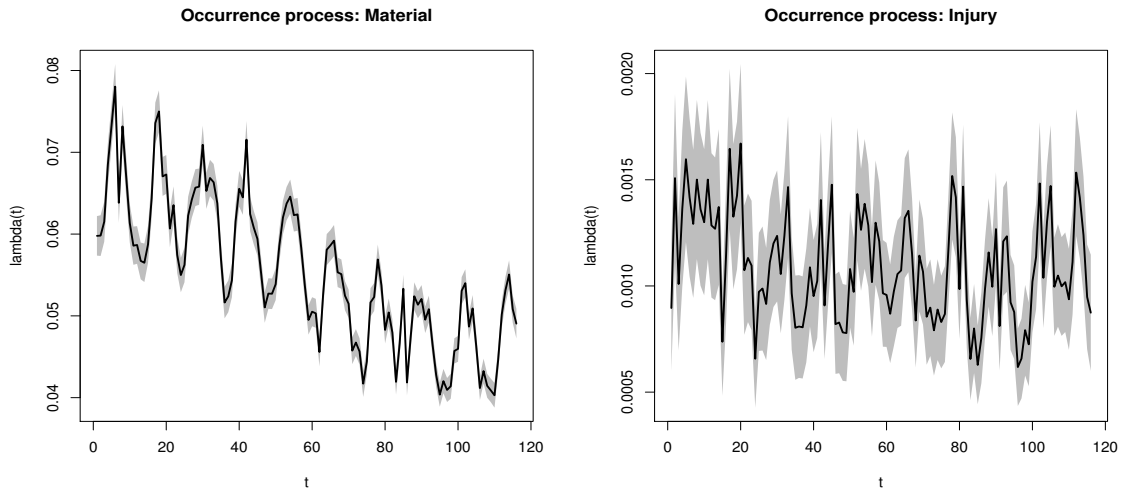 Occurrence process: Material
lambda(t)
0.08
0.07
0.06
0.05
0.04
0 20 40 60 80 100 120
t
Occurrence process: Injury
lambda(t)
0.0020
0.0015
0.0010
0.0005
0 20 40 60 80 100 120
t